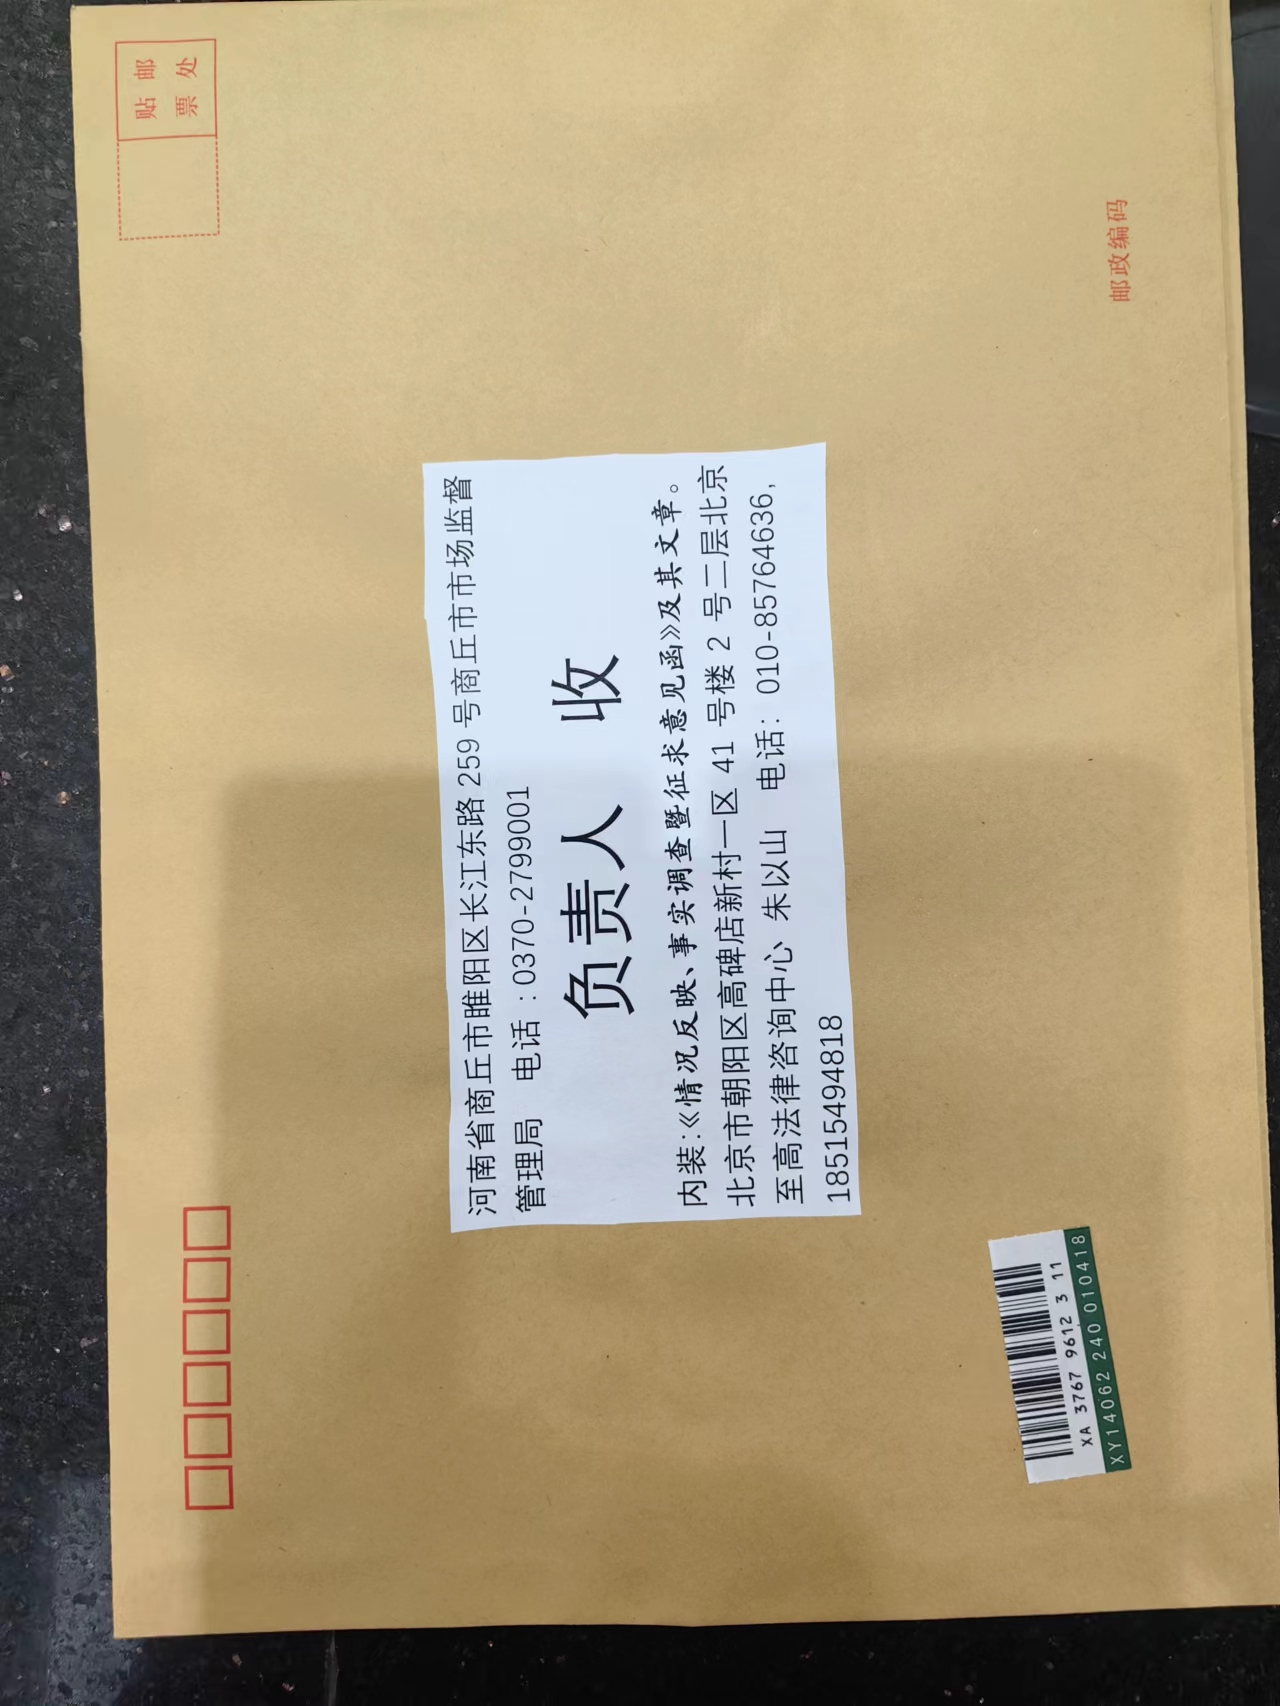 贴邮
票处
河南省商丘市睢阳区长江东路 259 号商丘市市场监督
管理局 电话：0370-2799001
负责人 收
内装：《情况反映、事实调查暨征求意见函》及其文章。
北京市朝阳区高碑店新村一区 41 号楼 2 号二层北京
至高法律咨询中心 朱以山 电话：010-85764636，
18515494818
XA 3767 9612 3 11
XY14062 240 010418
邮政编码